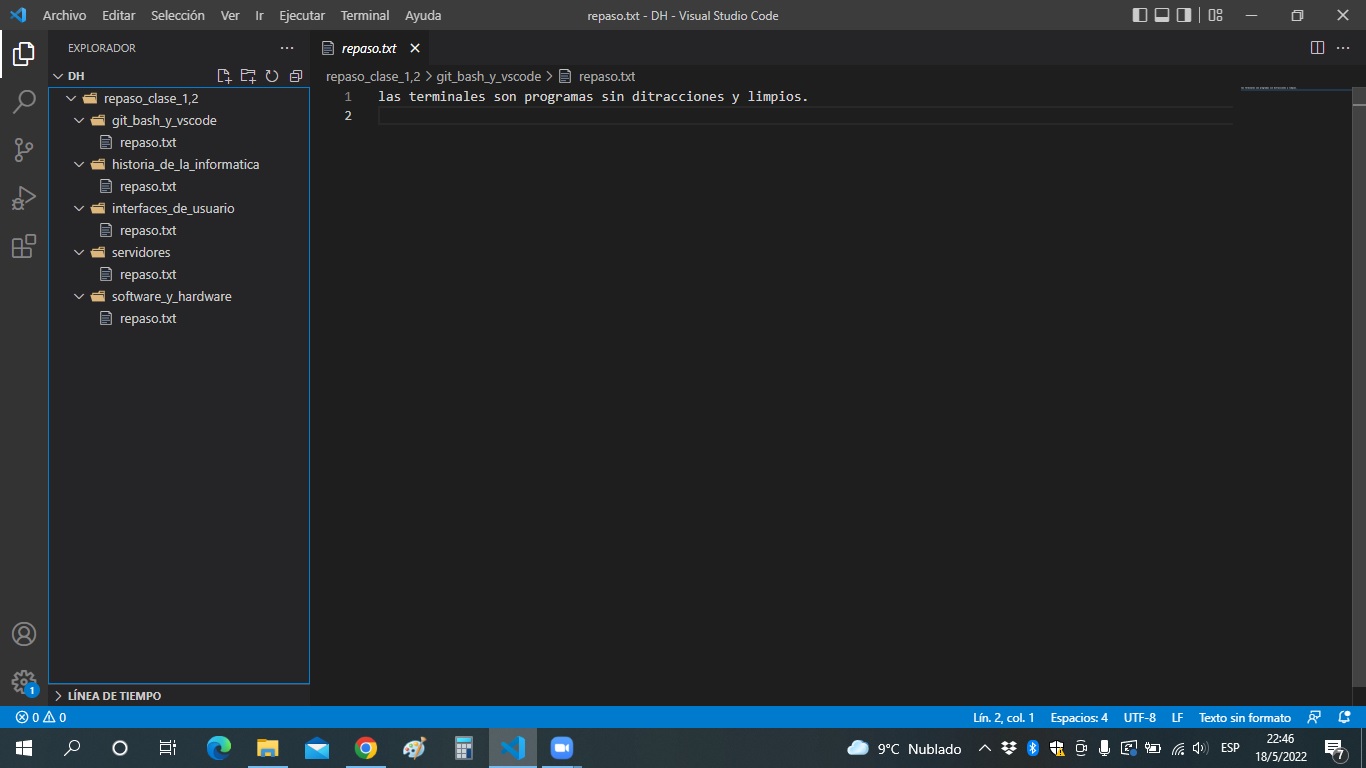 Archivo Editar Selección Ver Ir Ejecutar Terminal Ayuda repaso.txt - DH - Visual Studio Code
EXPLORADOR
DH
repaso_clase_1,2
git_bash_y_vscode
repaso.txt
historia_de_la_informatica
repaso.txt
interfaces_de_usuario
repaso.txt
servidores
repaso.txt
software_y_hardware
repaso.txt
LÍNEA DE TIEMPO
repaso.txt
repaso_clase_1,2 > git_bash_y_vscode > repaso.txt
1 las terminales son programas sin ditracciones y limpios.
2
1
0 0 Lín. 2, col. 1 Espacios: 4 UTF-8 LF Texto sin formato
9°C Nublado ESP 22:46
18/5/2022 7